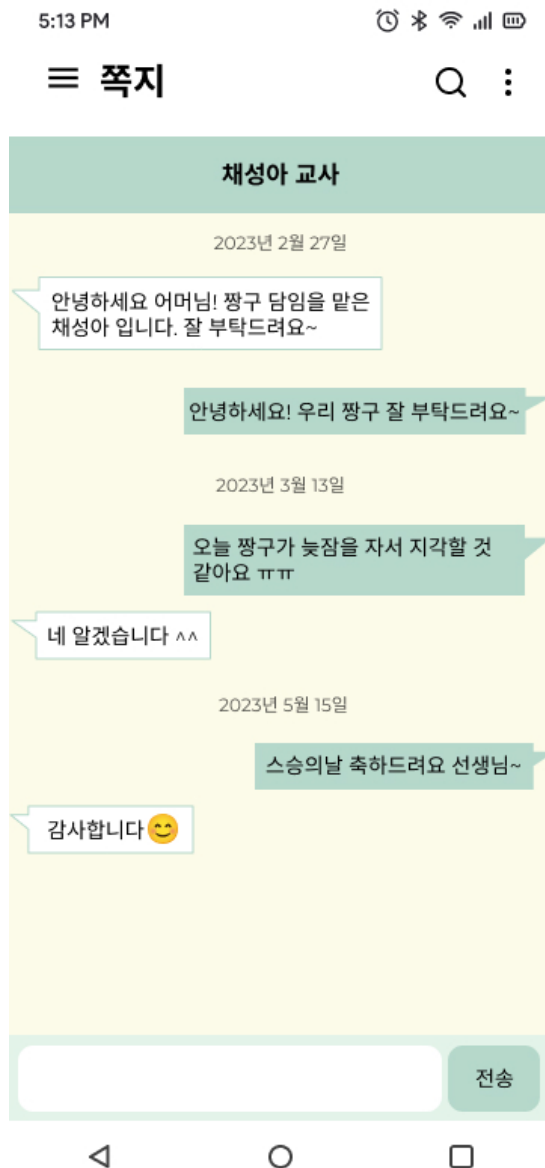 5:13 PM
쪽지
채성아 교사
2023년 2월 27일
안녕하세요 어머님! 짱구 담임을 맡은
채성아 입니다. 잘 부탁드려요~
안녕하세요! 우리 짱구 잘 부탁드려요~
2023년 3월 13일
오늘 짱구가 늦잠을 자서 지각할 것
같아요 ㅠㅠ
네 알겠습니다 ^^
2023년 5월 15일
스승의날 축하드려요 선생님~
감사합니다😊
전송